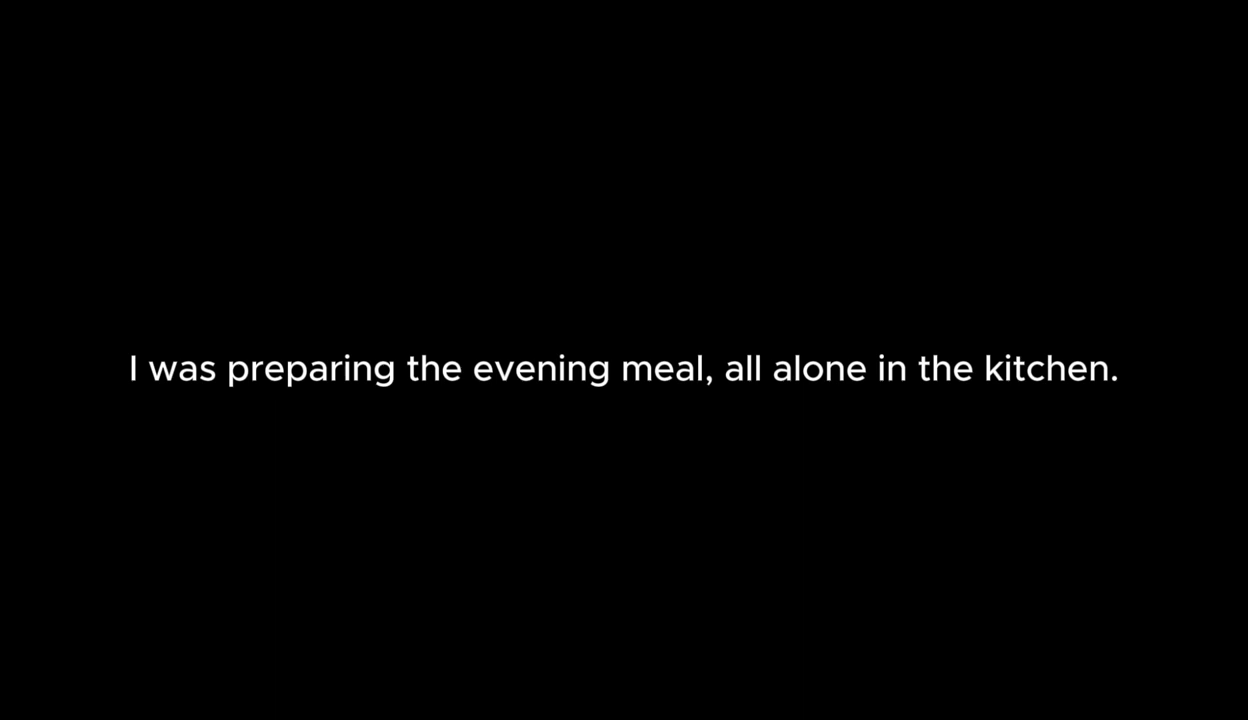 I was preparing the evening meal, all alone in the kitchen.